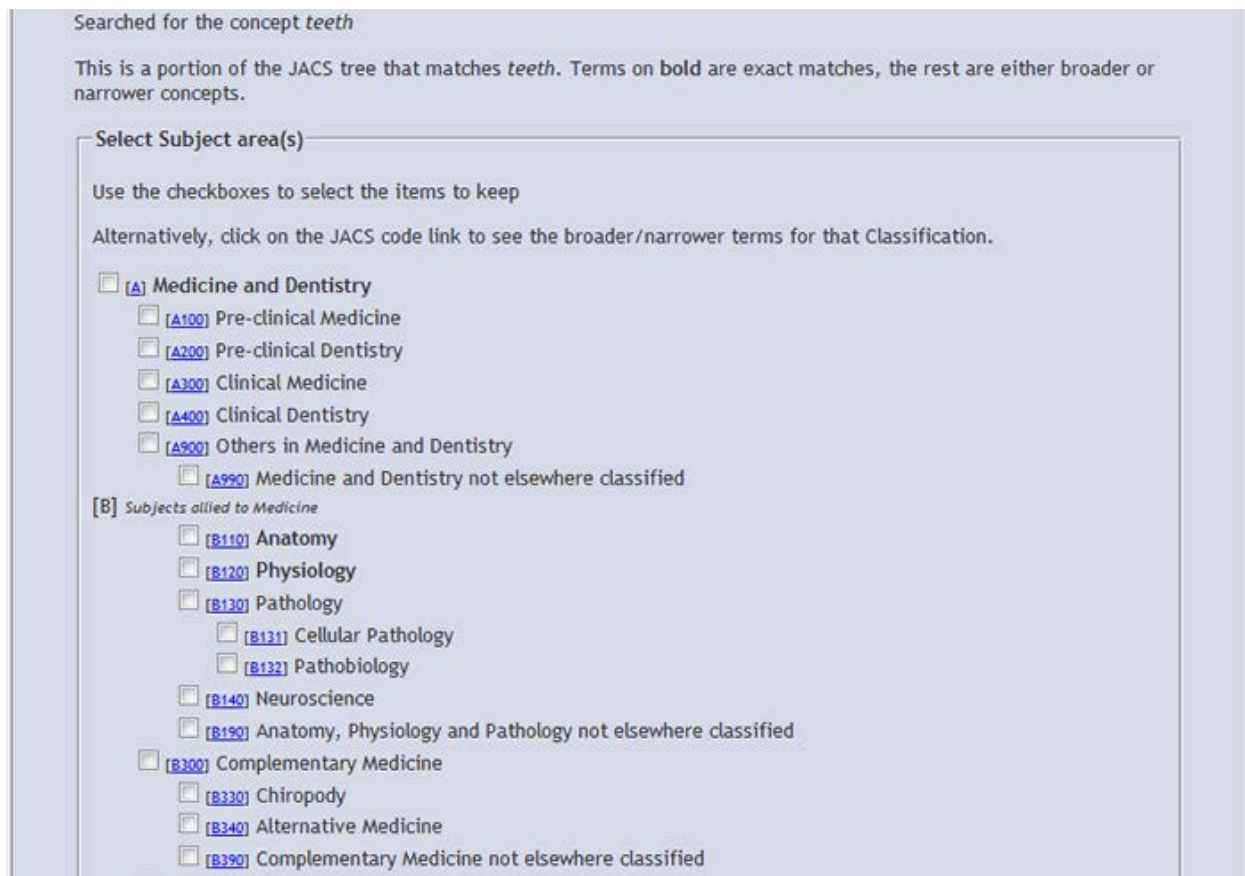 Searched for the concept teeth
This is a portion of the JACS tree that matches teeth. Terms on bold are exact matches, the rest are either broader or
narrower concepts.
Select Subject area(s)
Use the checkboxes to select the items to keep
Alternatively, click on the JACS code link to see the broader/narrower terms for that Classification.
[A] Medicine and Dentistry
[A100] Pre-clinical Medicine
[A200] Pre-clinical Dentistry
[A300] Clinical Medicine
[A400] Clinical Dentistry
[A900] Others in Medicine and Dentistry
[A990] Medicine and Dentistry not elsewhere classified
[B] Subjects allied to Medicine
[B110] Anatomy
[B120] Physiology
[B130] Pathology
[B131] Cellular Pathology
[B132] Pathobiology
[B140] Neuroscience
[B190] Anatomy, Physiology and Pathology not elsewhere classified
[B300] Complementary Medicine
[B330] Chiropody
[B340] Alternative Medicine
[B390] Complementary Medicine not elsewhere classified